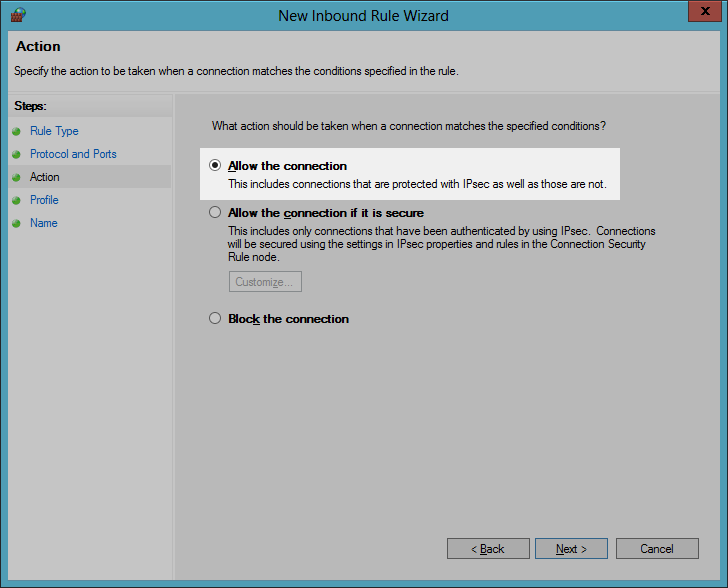 New Inbound Rule Wizard
x
Action
Specify the action to be taken when a connection matches the conditions specified in the rule.
Steps:
Rule Type
Protocol and Ports
Action
Profile
Name
What action should be taken when a connection matches the specified conditions?
Allow the connection
This includes connections that are protected with IPsec as well as those are not.
Allow the connection if it is secure
This includes only connections that have been authenticated by using IPsec. Connections
will be secured using the settings in IPsec properties and rules in the Connection Security
Rule node.
Customize...
Block the connection
< Back
Next >
Cancel